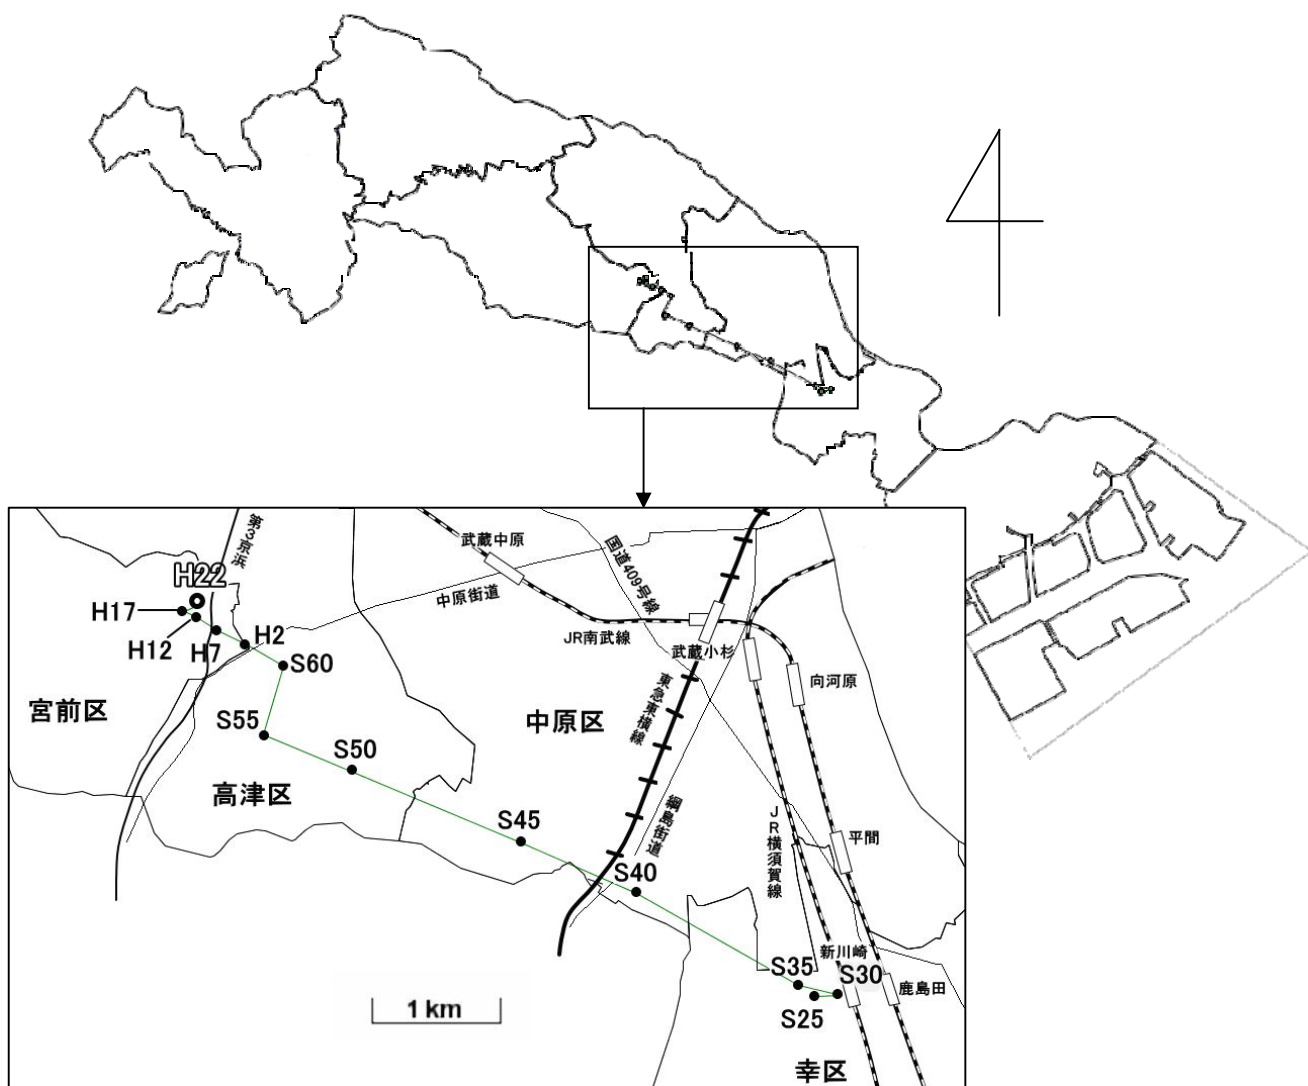 第3京浜
武蔵中原
国道409号線
H22
中原街道
H17
H12
H7
H2
JR南武線
武蔵小杉
S60
東急東横線
向河原
宮前区
S55
中原区
S50
高津区
綱島街道
JR横須賀線
平間
S45
S40
新川崎
S35
S30
鹿島田
S25
1 km
幸区